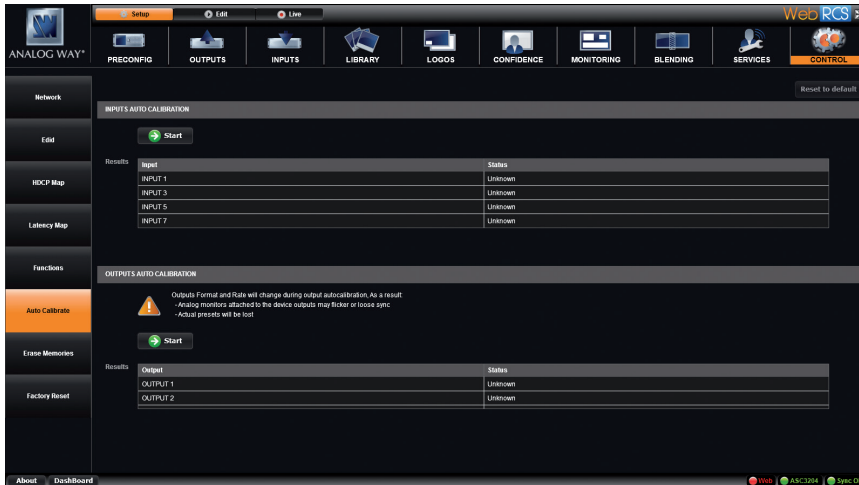 Setup Edit Live
Web RCS
ANALOG WAY®
PRECONFIG OUTPUTS INPUTS LIBRARY LOGOS CONFIDENCE MONITORING BLENDING SERVICES CONTROL
Reset to default
Network
Edid
HDCP Map
Latency Map
Functions
Auto Calibrate
Erase Memories
Factory Reset
INPUTS AUTO CALIBRATION
Start
Results
Input Status
INPUT 1 Unknown
INPUT 3 Unknown
INPUT 5 Unknown
INPUT 7 Unknown
OUTPUTS AUTO CALIBRATION
Outputs Format and Rate will change during output autocalibration, As a result
-Analog monitors attached to the device outputs may flicker or loose sync
-Actual presets will be lost
Start
Results
Output Status
OUTPUT 1 Unknown
OUTPUT 2 Unknown
About DashBoard
Web ASC3204 Sync O